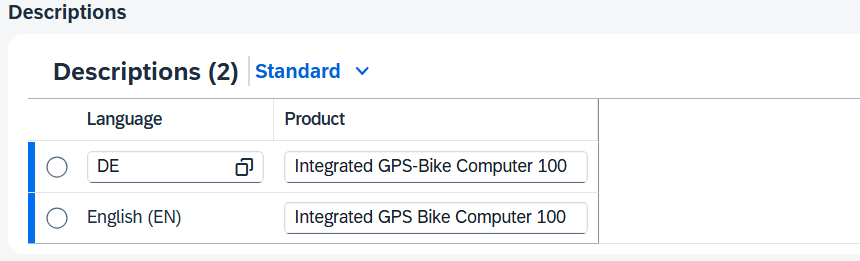 Descriptions
Descriptions (2) Standard
Language Product
DE Integrated GPS-Bike Computer 100
English (EN) Integrated GPS Bike Computer 100